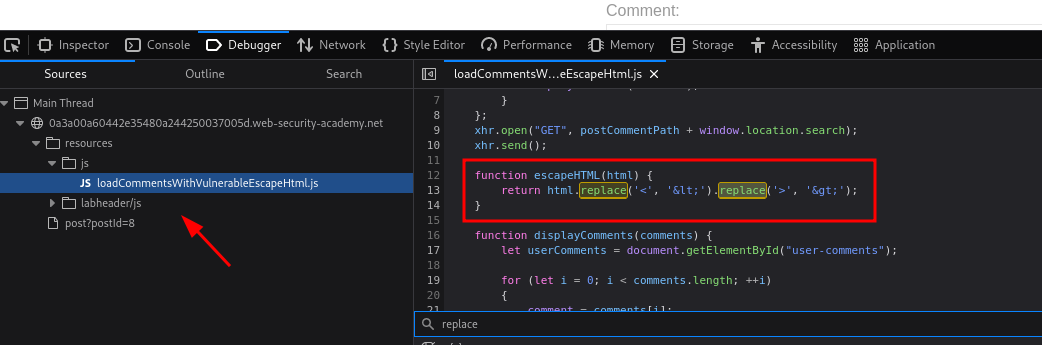 Comment:
Inspector Console Debugger Network Style Editor Performance Memory Storage Accessibility Application
Sources Outline Search
loadCommentsW…eEscapeHtml.js
Main Thread
0a3a00a60442e35480a244250037005d.web-security-academy.net
resources
js
JS loadCommentsWithVulnerableEscapeHtml.js
labheader/js
post?postId=8
7 }
8 };
9 xhr.open("GET", postCommentPath + window.location.search);
10 xhr.send();
11
12 function escapeHTML(html) {
13 return html.replace('<', '&lt;').replace('>', '&gt;');
14 }
15
16 function displayComments(comments) {
17 let userComments = document.getElementById("user-comments");
18
19 for (let i = 0; i < comments.length; ++i)
20 {
21 comment = comments[i];
replace